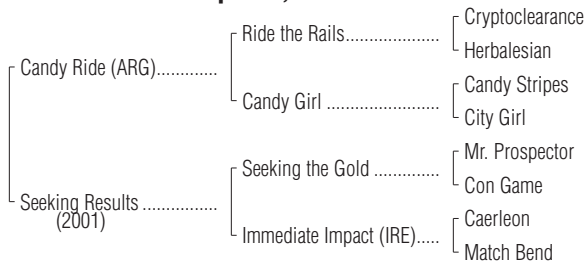 Cryptoclearance
Ride the Rails....................
Herbalesian
Candy Ride (ARG).............
Candy Stripes
Candy Girl ........................
City Girl
Mr. Prospector
Seeking the Gold ................
Con Game
Seeking Results ................
(2001)
Caerleon
Immediate Impact (IRE).....
Match Bend